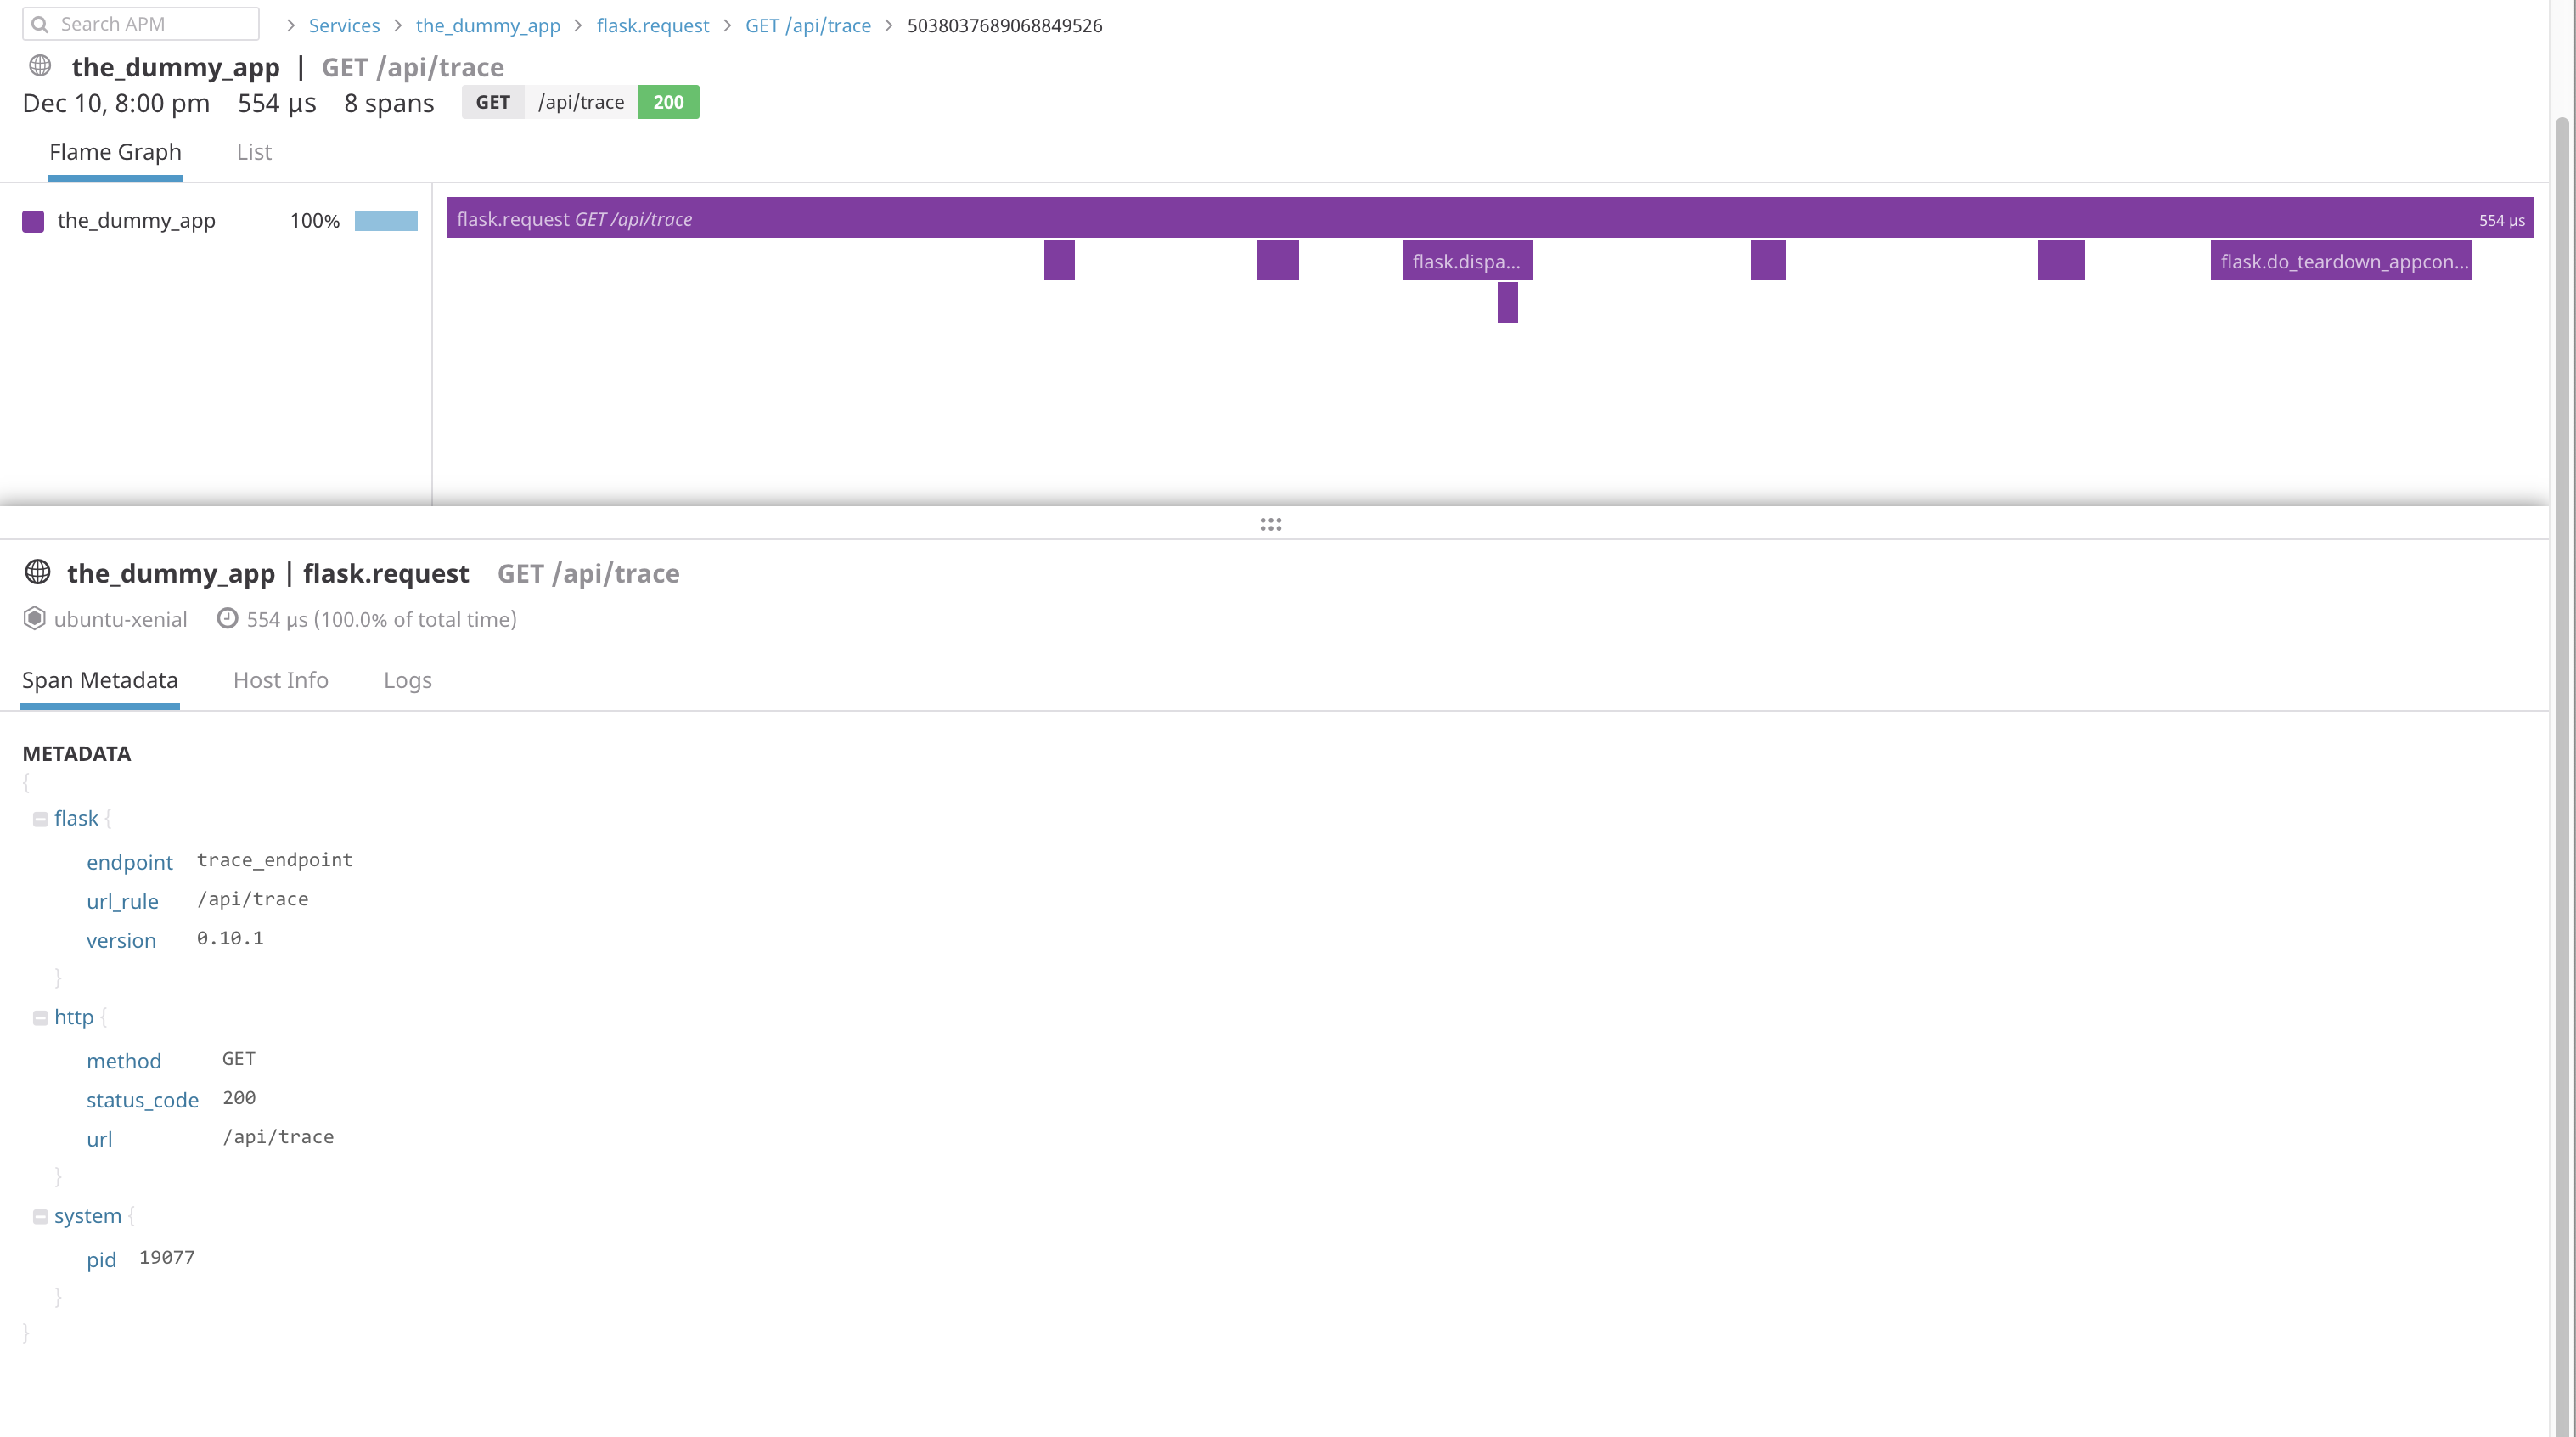 Search APM > Services > the_dummy_app > flask.request > GET /api/trace > 5038037689068849526
the_dummy_app | GET /api/trace
Dec 10, 8:00 pm 554 μs 8 spans GET /api/trace 200
Flame Graph List
the_dummy_app 100% flask.request GET /api/trace 554 μs
flask.dispa... flask.do_teardown_appcon...
the_dummy_app | flask.request GET /api/trace
ubuntu-xenial 554 μs (100.0% of total time)
Span Metadata Host Info Logs
METADATA
{
flask {
endpoint trace_endpoint
url_rule /api/trace
version 0.10.1
}
http {
method GET
status_code 200
url /api/trace
}
system {
pid 19077
}
}